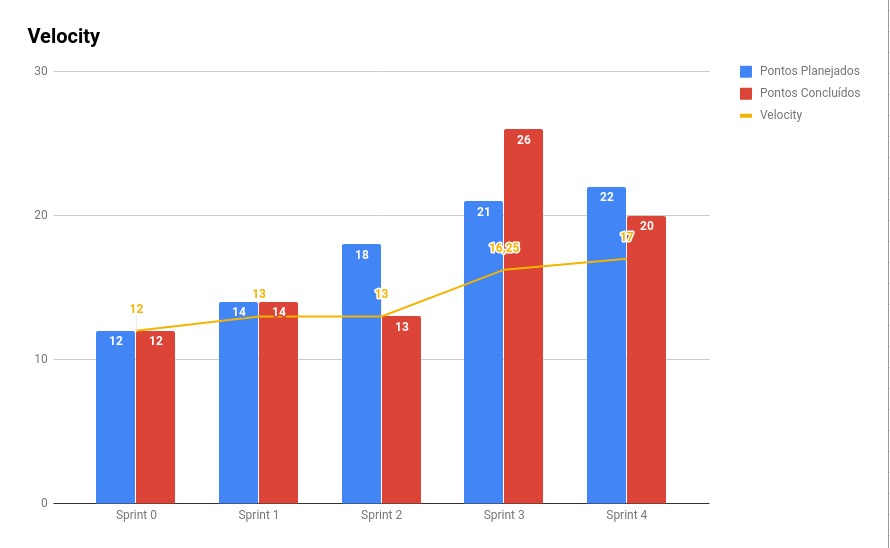 Velocity
30
20
10
0
Pontos Planejados
Pontos Concluídos
Velocity
12
12
12
14
14
13
18
13
13
21
26
16,25
22
20
17
Sprint 0
Sprint 1
Sprint 2
Sprint 3
Sprint 4